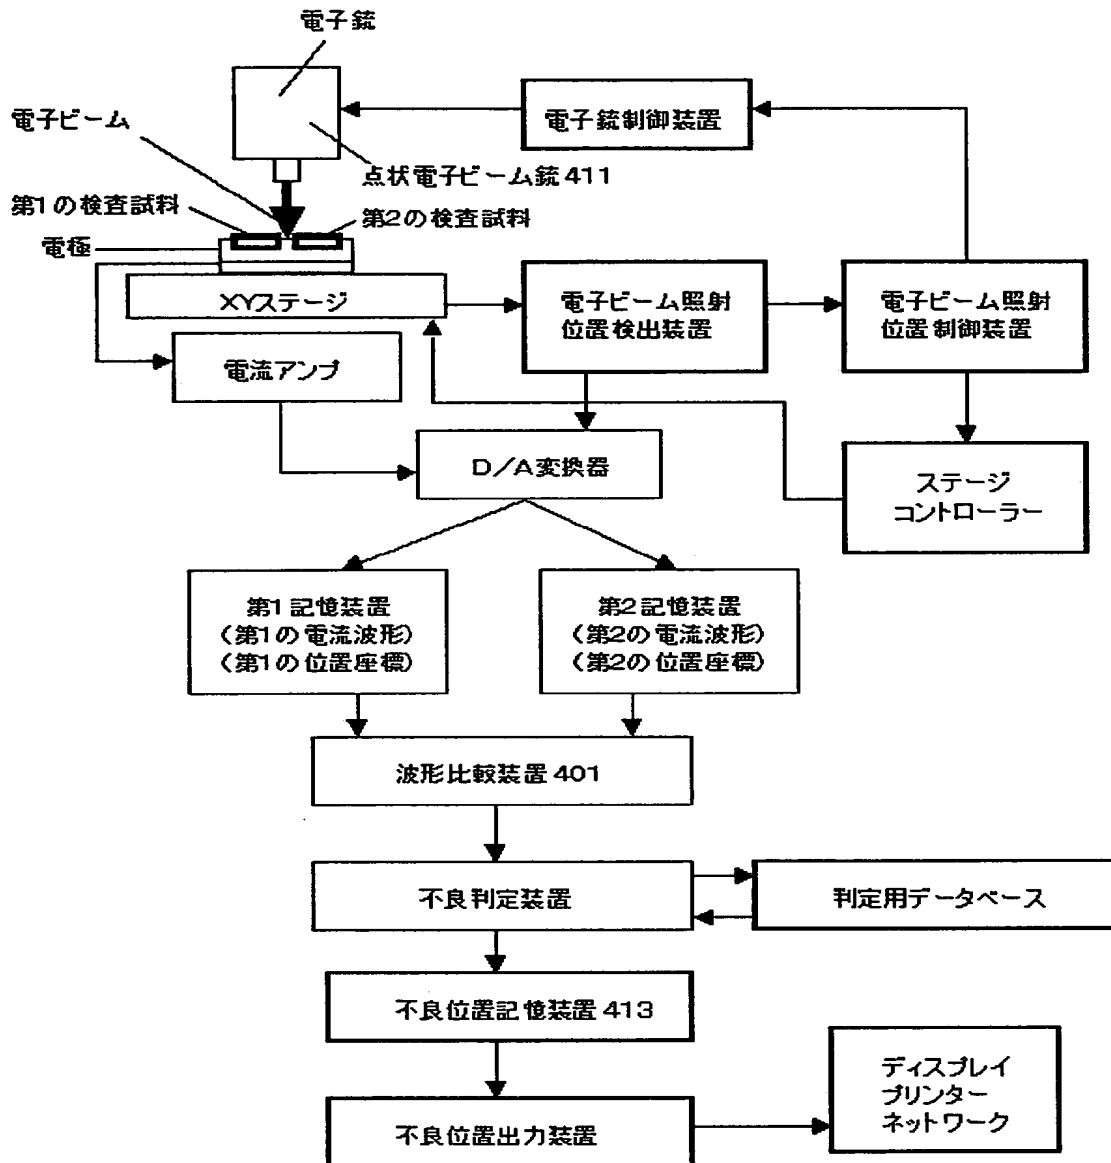 電子銃
電子ビーム
電子銃制御装置
点状電子ビーム銃411
第1の検査試料
第2の検査試料
電極
XYステージ
電子ビーム照射
位置検出装置
電子ビーム照射
位置制御装置
電流アンプ
D/A変換器
ステージ
コントローラー
第1記憶装置
(第1の電流波形)
(第1の位置座標)
第2記憶装置
(第2の電流波形)
(第2の位置座標)
波形比較装置401
不良判定装置
判定用データベース
不良位置記憶装置413
ディスプレイ
プリンター
ネットワーク
不良位置出力装置